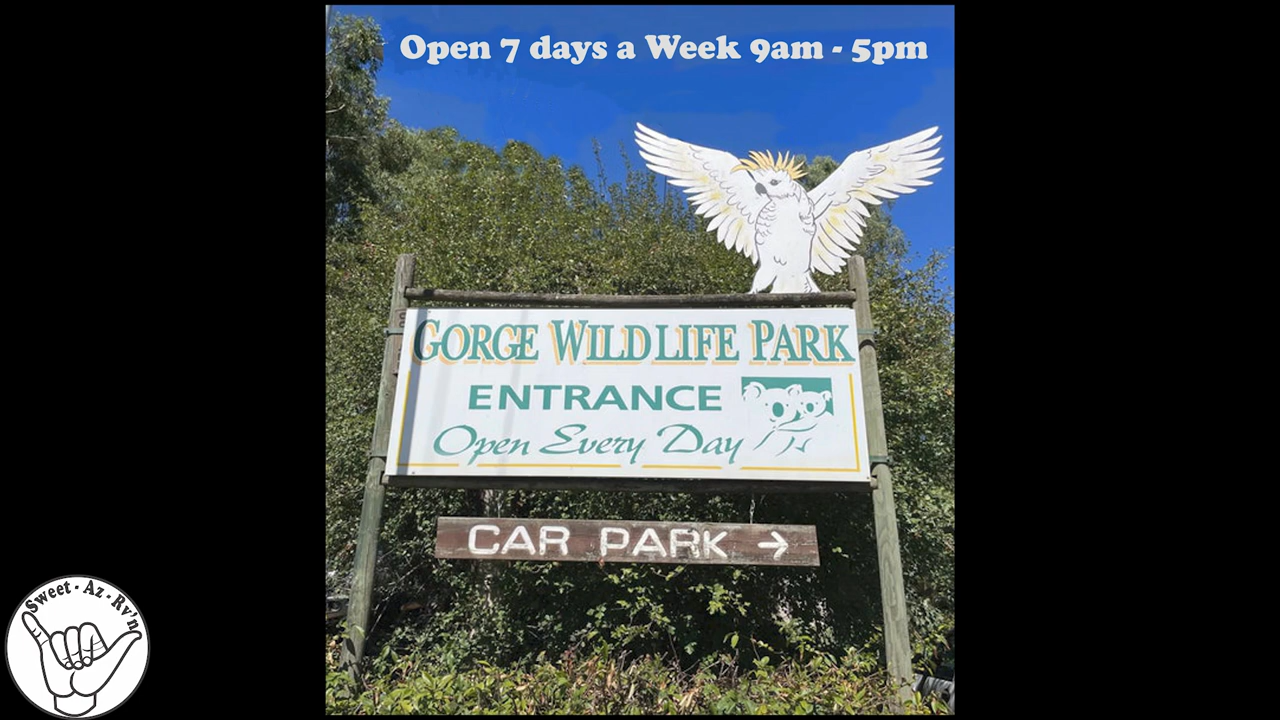 Open 7 days a Week 9am - 5pm
GORGE WILDLIFE PARK
ENTRANCE
Open Every Day
CAR PARK →
Sweet - Az - Rv'n